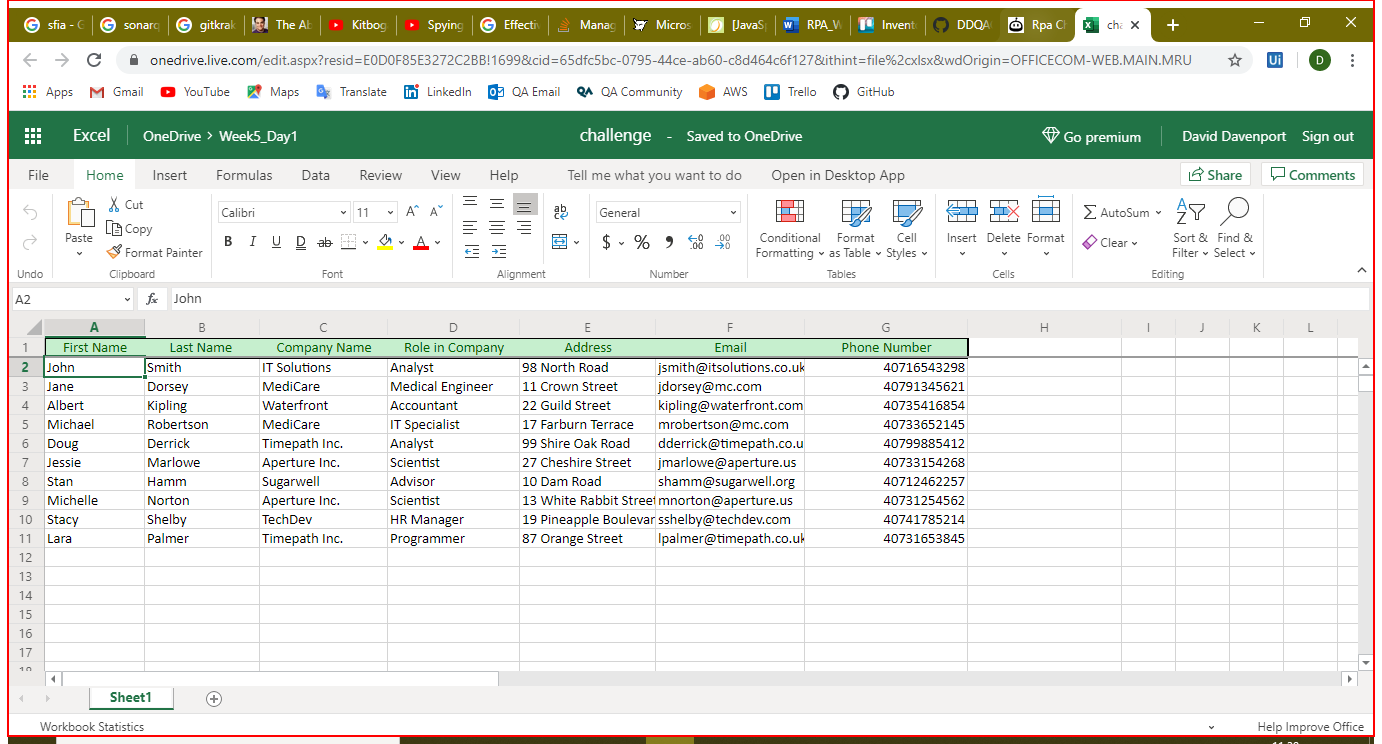 sfia - G sonarq gitkrak The Ab Kitbog Spying Effectiv Manag Micros [JavaSj RPA_W Invent DDQA Rpa Ch cha
onedrive.live.com/edit.aspx?resid=E0D0F85E3272C2BB!1699&cid=65dfc5bc-0795-44ce-ab60-c8d464c6f127&ithint=file%2cxlsx&wdOrigin=OFFICECOM-WEB.MAIN.MRU Ui D
Apps Gmail YouTube Maps Translate LinkedIn QA Email QA Community AWS Trello GitHub
Excel OneDrive > Week5_Day1 challenge - Saved to OneDrive Go premium David Davenport Sign out
File Home Insert Formulas Data Review View Help Tell me what you want to do Open in Desktop App Share Comments
Paste Cut Copy Format Painter
Calibri 11 B I U D ab A
General $ % 9
Conditional Formatting Format as Table Cell Styles Insert Delete Format AutoSum Clear Sort & Filter Find & Select
Undo Clipboard Font Alignment Number Tables Cells Editing
A2 fx John
A B C D E F G H I J K L
1 First Name Last Name Company Name Role in Company Address Email Phone Number
2 John Smith IT Solutions Analyst 98 North Road jsmith@itsolutions.co.uk 40716543298
3 Jane Dorsey MediCare Medical Engineer 11 Crown Street jdorsey@mc.com 40791345621
4 Albert Kipling Waterfront Accountant 22 Guild Street kipling@waterfront.com 40735416854
5 Michael Robertson MediCare IT Specialist 17 Farburn Terrace mrobertson@mc.com 40733652145
6 Doug Derrick Timepath Inc. Analyst 99 Shire Oak Road dderrick@timepath.co.u 40799885412
7 Jessie Marlowe Aperture Inc. Scientist 27 Cheshire Street jmarlowe@aperture.us 40733154268
8 Stan Hamm Sugarwell Advisor 10 Dam Road shamm@sugarwell.org 40712462257
9 Michelle Norton Aperture Inc. Scientist 13 White Rabbit Street mnorton@aperture.us 40731254562
10 Stacy Shelby TechDev HR Manager 19 Pineapple Boulevar sshelby@techdev.com 40741785214
11 Lara Palmer Timepath Inc. Programmer 87 Orange Street lpalmer@timepath.co.uk 40731653845
12
13
14
15
16
17
Sheet1
Workbook Statistics Help Improve Office